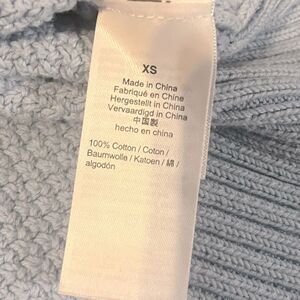 XS
Made in China
Fabriqué en Chine
Hergestellt in China
Vervaardigd in China
中国製
hecho en china
100% Cotton / Coton /
Baumwolle / Katoen / 綿 /
algodón